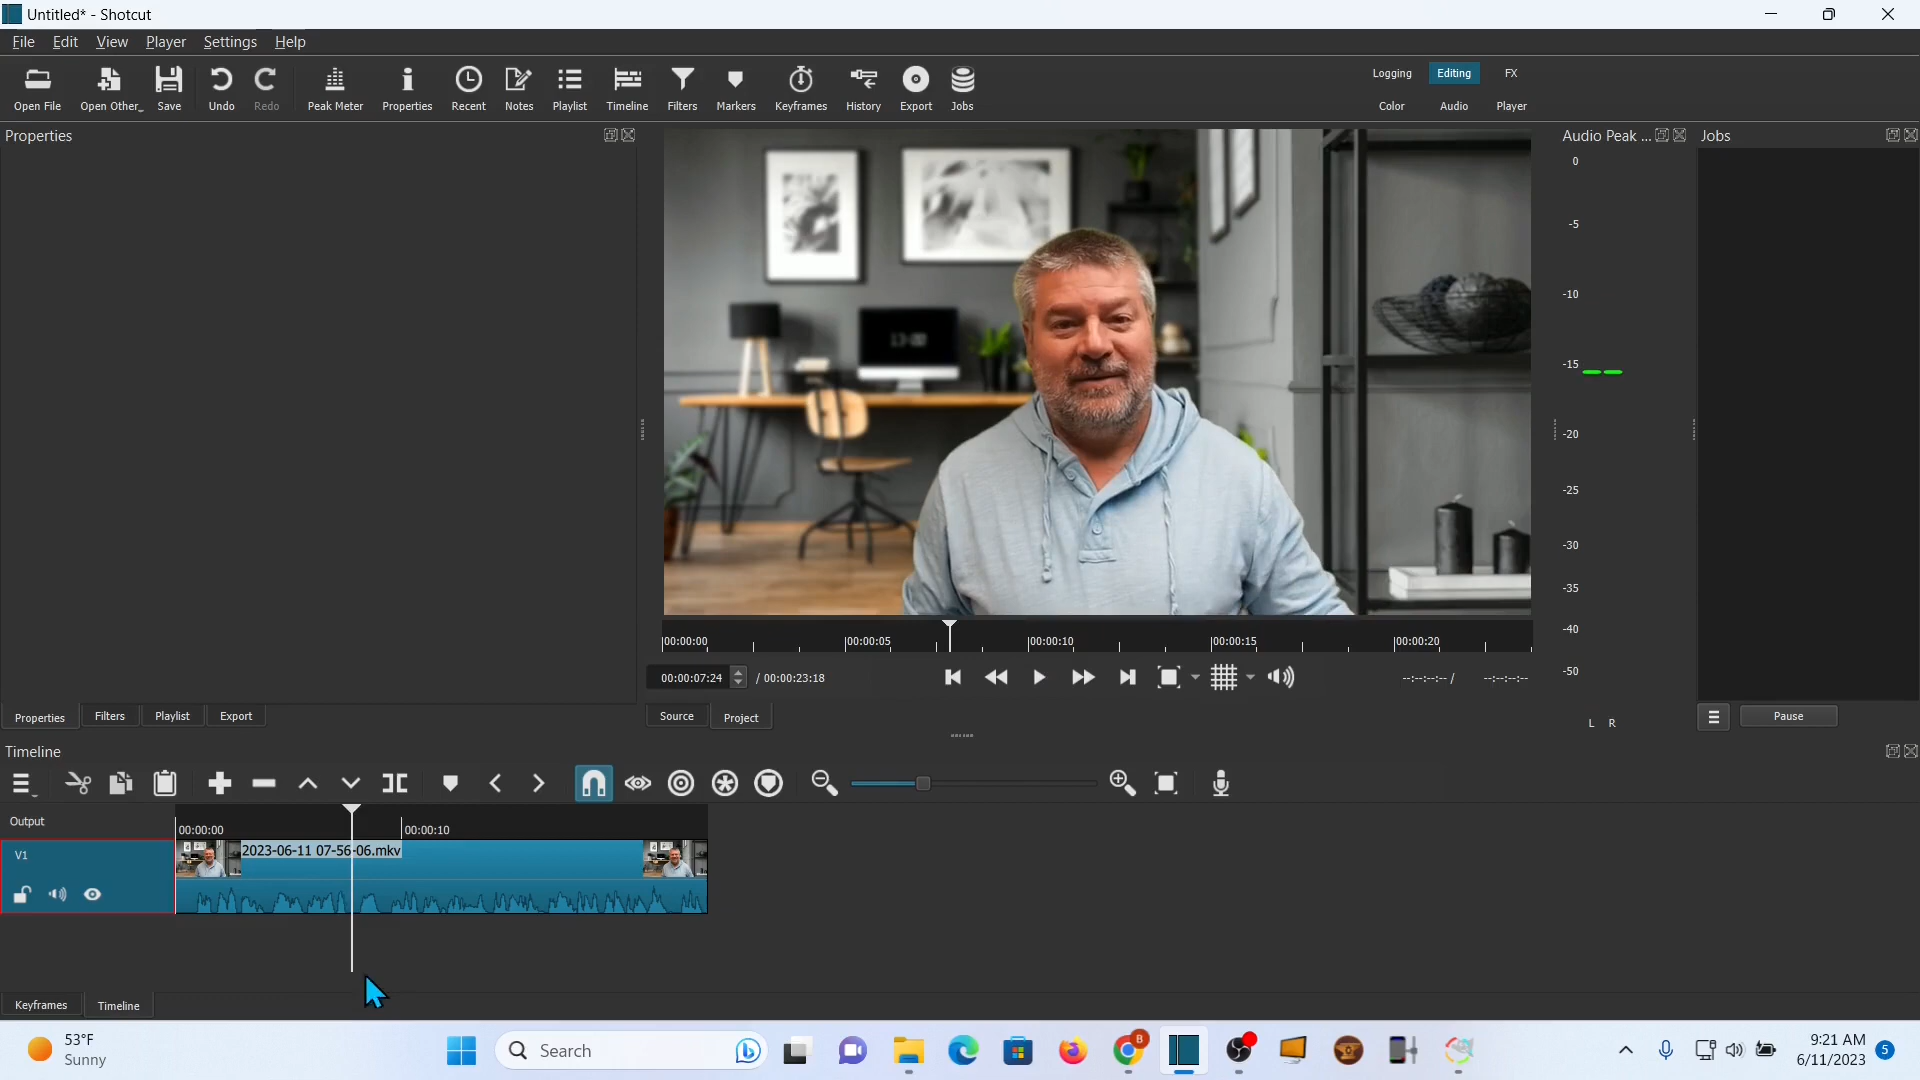 Untitled* - Shotcut
File Edit View Player Settings Help
Open File Open Other... Save Undo Redo Peak Meter Properties Recent Notes Playlist Timeline Filters Markers Keyframes History Export Jobs
Logging Editing FX
Color Audio Player
Properties
Audio Peak ...
Jobs
13:00
0
-5
-10
-15
-20
-25
-30
-35
-40
-50
L R
00:00:00 00:00:05 00:00:10 00:00:15 00:00:20
00:00:07:24 / 00:00:23:18
--:--:--:-- / --:--:--:--
Properties Filters Playlist Export
Source Project
Pause
Timeline
Output
00:00:00 00:00:10
V1
2023-06-11 07-56-06.mkv
Keyframes Timeline
53°F
Sunny
Search
B
9:21 AM
6/11/2023
5